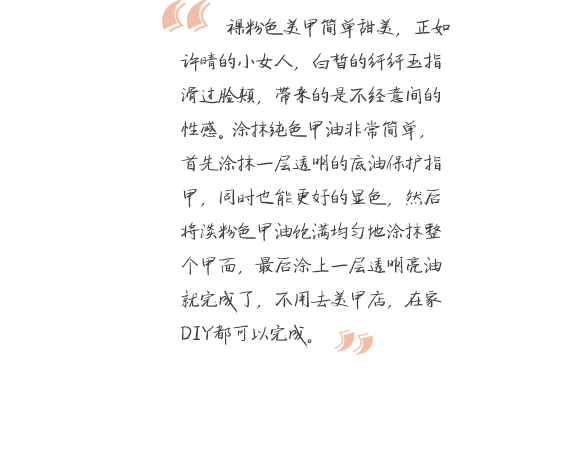 裸粉色美甲简单甜美，正如
许晴的小女人，白皙的纤纤玉指
滑过脸颊，带来的是不经意间的
性感。涂抹纯色甲油非常简单，
首先涂抹一层透明的底油保护指
甲，同时也能更好的显色，然后
将淡粉色甲油饱满均匀地涂抹整
个甲面，最后涂上一层透明亮油
就完成了，不用去美甲店，在家
DIY都可以完成。